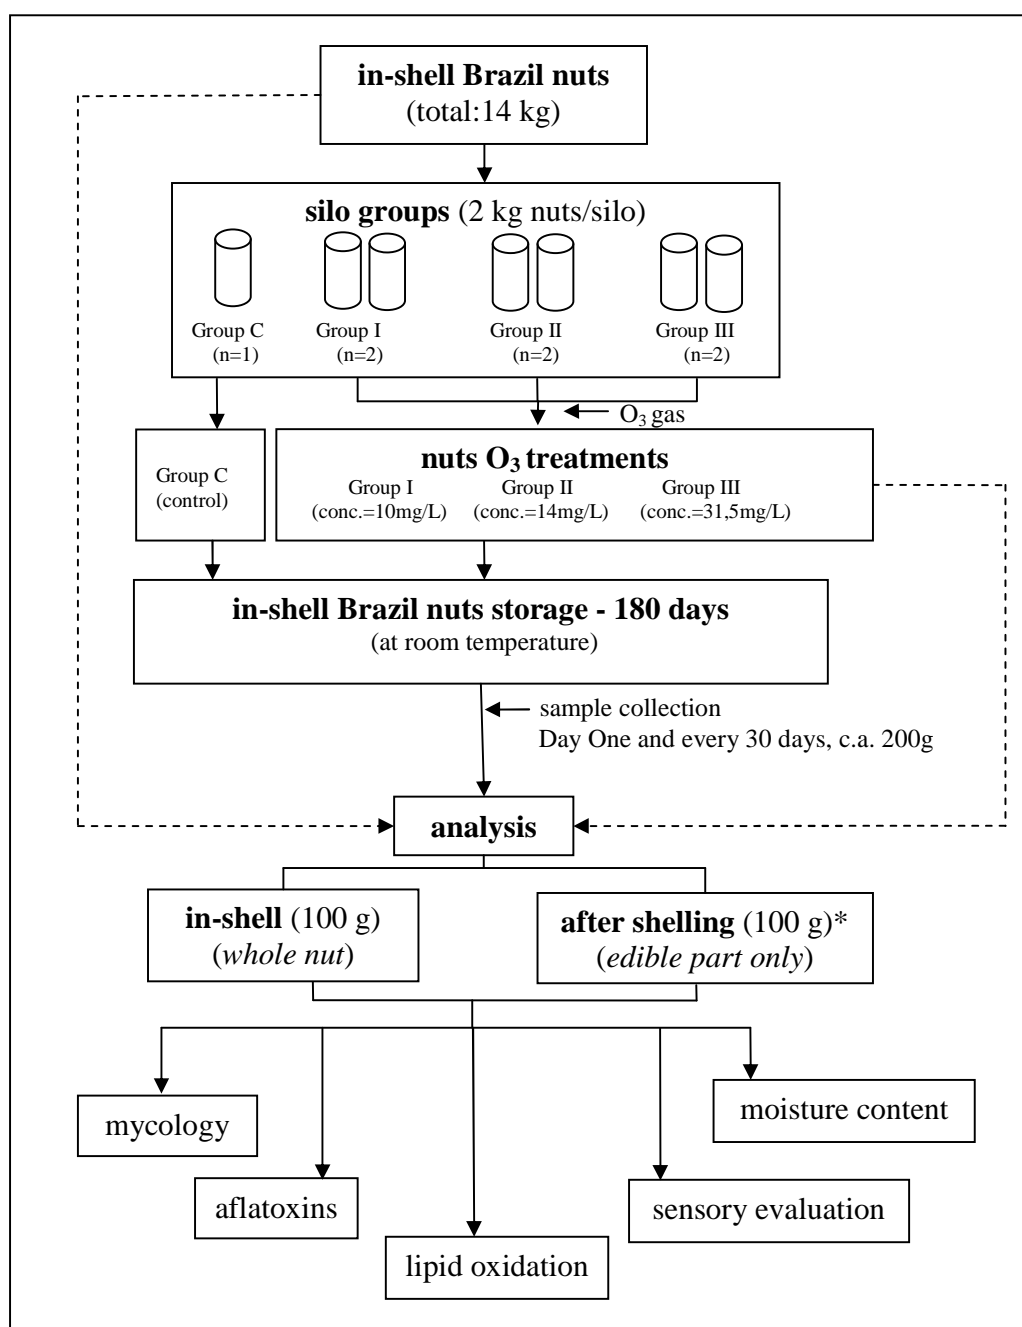 in-shell Brazil nuts
(total:14 kg)
silo groups (2 kg nuts/silo)
Group C
(n=1)
Group I
(n=2)
Group II
(n=2)
Group III
(n=2)
O₃ gas
Group C
(control)
nuts O₃ treatments
Group I
(conc.=10mg/L)
Group II
(conc.=14mg/L)
Group III
(conc.=31,5mg/L)
in-shell Brazil nuts storage - 180 days
(at room temperature)
sample collection
Day One and every 30 days, c.a. 200g
analysis
in-shell (100 g)
(whole nut)
after shelling (100 g)*
(edible part only)
mycology
moisture content
aflatoxins
sensory evaluation
lipid oxidation